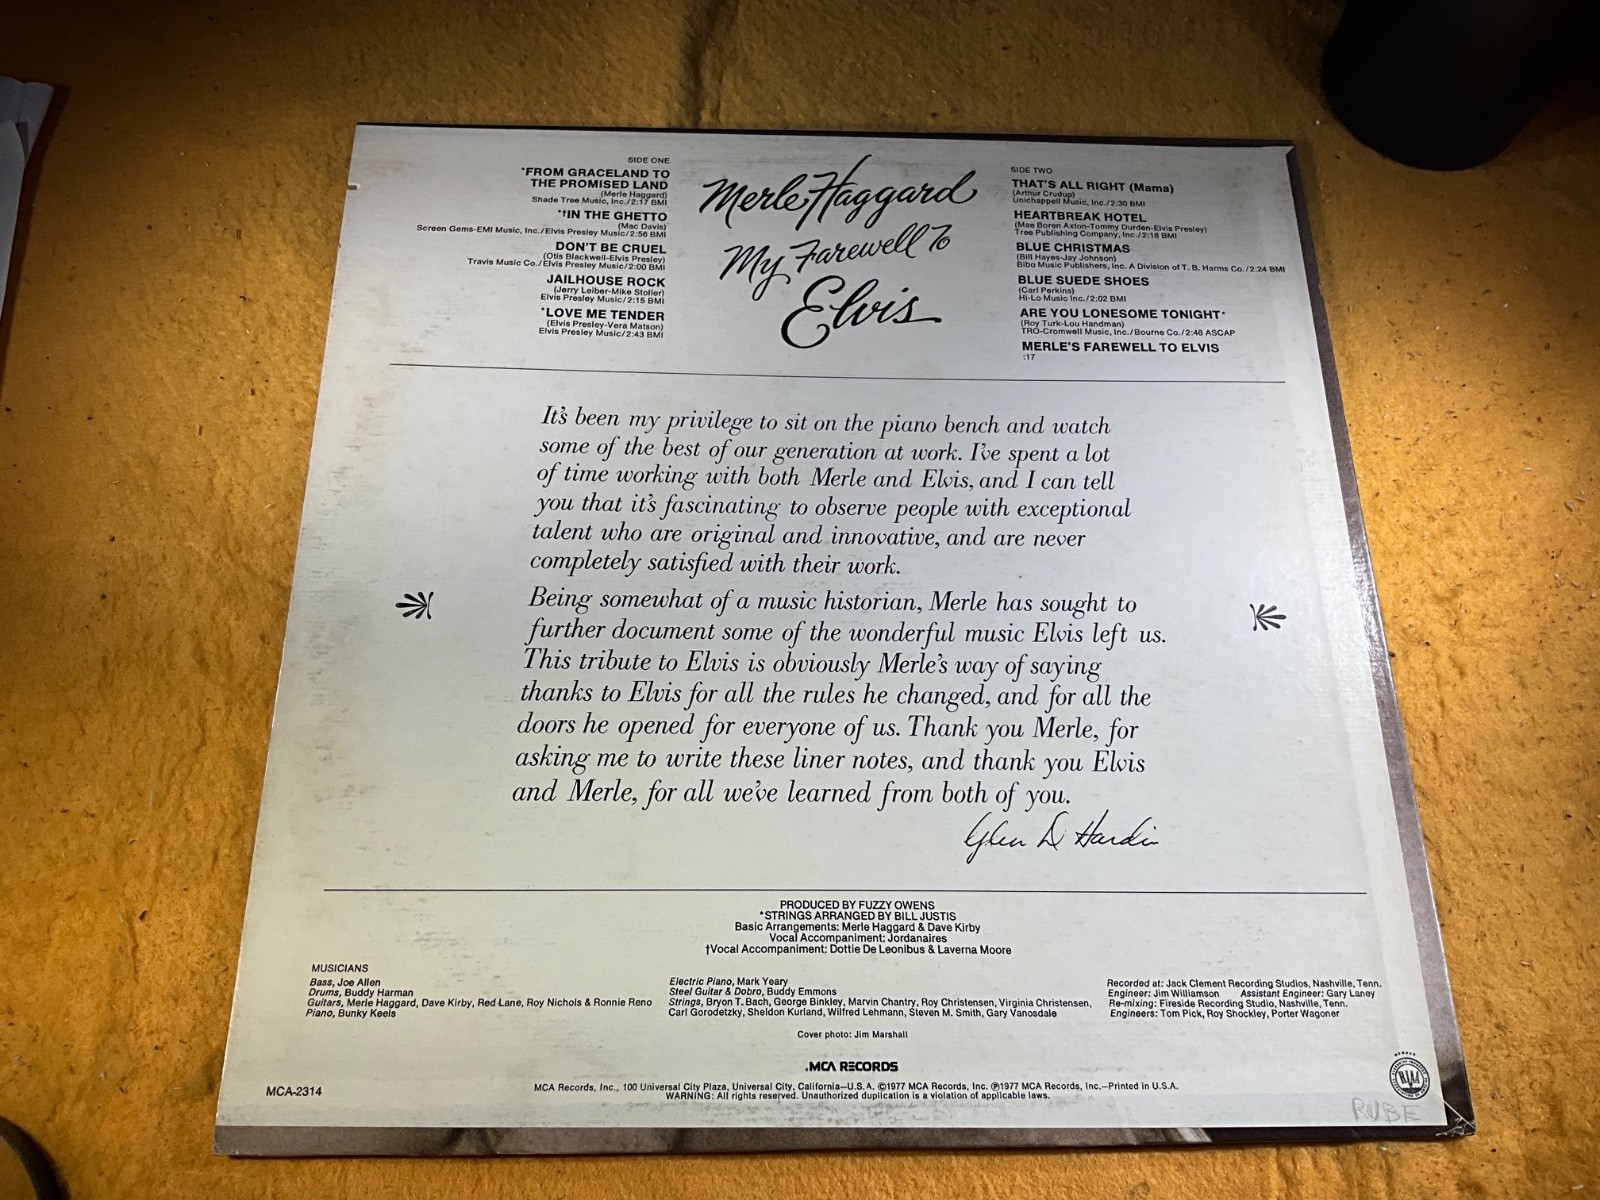 SIDE ONE
*FROM GRACELAND TO
THE PROMISED LAND
(Merle Haggard)
Shade Tree Music, Inc./2:17 BMI
*†IN THE GHETTO
(Mac Davis)
Screen Gems-EMI Music, Inc./Elvis Presley Music/2:56 BMI
DON'T BE CRUEL
(Otis Blackwell-Elvis Presley)
Travis Music Co./Elvis Presley Music/2:00 BMI
JAILHOUSE ROCK
(Jerry Leiber-Mike Stoller)
Elvis Presley Music/2:15 BMI
*LOVE ME TENDER
(Elvis Presley-Vera Matson)
Elvis Presley Music/2:43 BMI
Merle Haggard
My Farewell To
Elvis
SIDE TWO
THAT'S ALL RIGHT (Mama)
(Arthur Crudup)
Unichappell Music, Inc./2:30 BMI
HEARTBREAK HOTEL
(Mae Boren Axton-Tommy Durden-Elvis Presley)
Tree Publishing Company, Inc./2:18 BMI
BLUE CHRISTMAS
(Bill Hayes-Jay Johnson)
Bibo Music Publishers, Inc. A Division of T. B. Harms Co./2:24 BMI
BLUE SUEDE SHOES
(Carl Perkins)
Hi-Lo Music Inc./2:02 BMI
ARE YOU LONESOME TONIGHT*
(Roy Turk-Lou Handman)
TRO-Cromwell Music, Inc./Bourne Co./2:48 ASCAP
MERLE'S FAREWELL TO ELVIS
:17
It's been my privilege to sit on the piano bench and watch
some of the best of our generation at work. I've spent a lot
of time working with both Merle and Elvis, and I can tell
you that it's fascinating to observe people with exceptional
talent who are original and innovative, and are never
completely satisfied with their work.
Being somewhat of a music historian, Merle has sought to
further document some of the wonderful music Elvis left us.
This tribute to Elvis is obviously Merle's way of saying
thanks to Elvis for all the rules he changed, and for all the
doors he opened for everyone of us. Thank you Merle, for
asking me to write these liner notes, and thank you Elvis
and Merle, for all we've learned from both of you.
Glen D Hardin
PRODUCED BY FUZZY OWENS
*STRINGS ARRANGED BY BILL JUSTIS
Basic Arrangements: Merle Haggard & Dave Kirby
Vocal Accompaniment: Jordanaires
†Vocal Accompaniment: Dottie De Leonibus & Laverna Moore
MUSICIANS
Bass, Joe Allen
Drums, Buddy Harman
Guitars, Merle Haggard, Dave Kirby, Red Lane, Roy Nichols & Ronnie Reno
Piano, Bunky Keels
Electric Piano, Mark Yeary
Steel Guitar & Dobro, Buddy Emmons
Strings, Bryon T. Bach, George Binkley, Marvin Chantry, Roy Christensen, Virginia Christensen,
Carl Gorodetzky, Sheldon Kurland, Wilfred Lehmann, Steven M. Smith, Gary Vanosdale
Recorded at: Jack Clement Recording Studios, Nashville, Tenn.
Engineer: Jim Williamson Assistant Engineer: Gary Laney
Re-mixing: Fireside Recording Studio, Nashville, Tenn.
Engineers: Tom Pick, Roy Shockley, Porter Wagoner
Cover photo: Jim Marshall
.MCA RECORDS
MCA-2314
MCA Records, Inc., 100 Universal City Plaza, Universal City, California—U.S.A. ©1977 MCA Records, Inc. ℗1977 MCA Records, Inc.—Printed in U.S.A.
WARNING: All rights reserved. Unauthorized duplication is a violation of applicable laws.
MEMBER
RIAA
RUBE